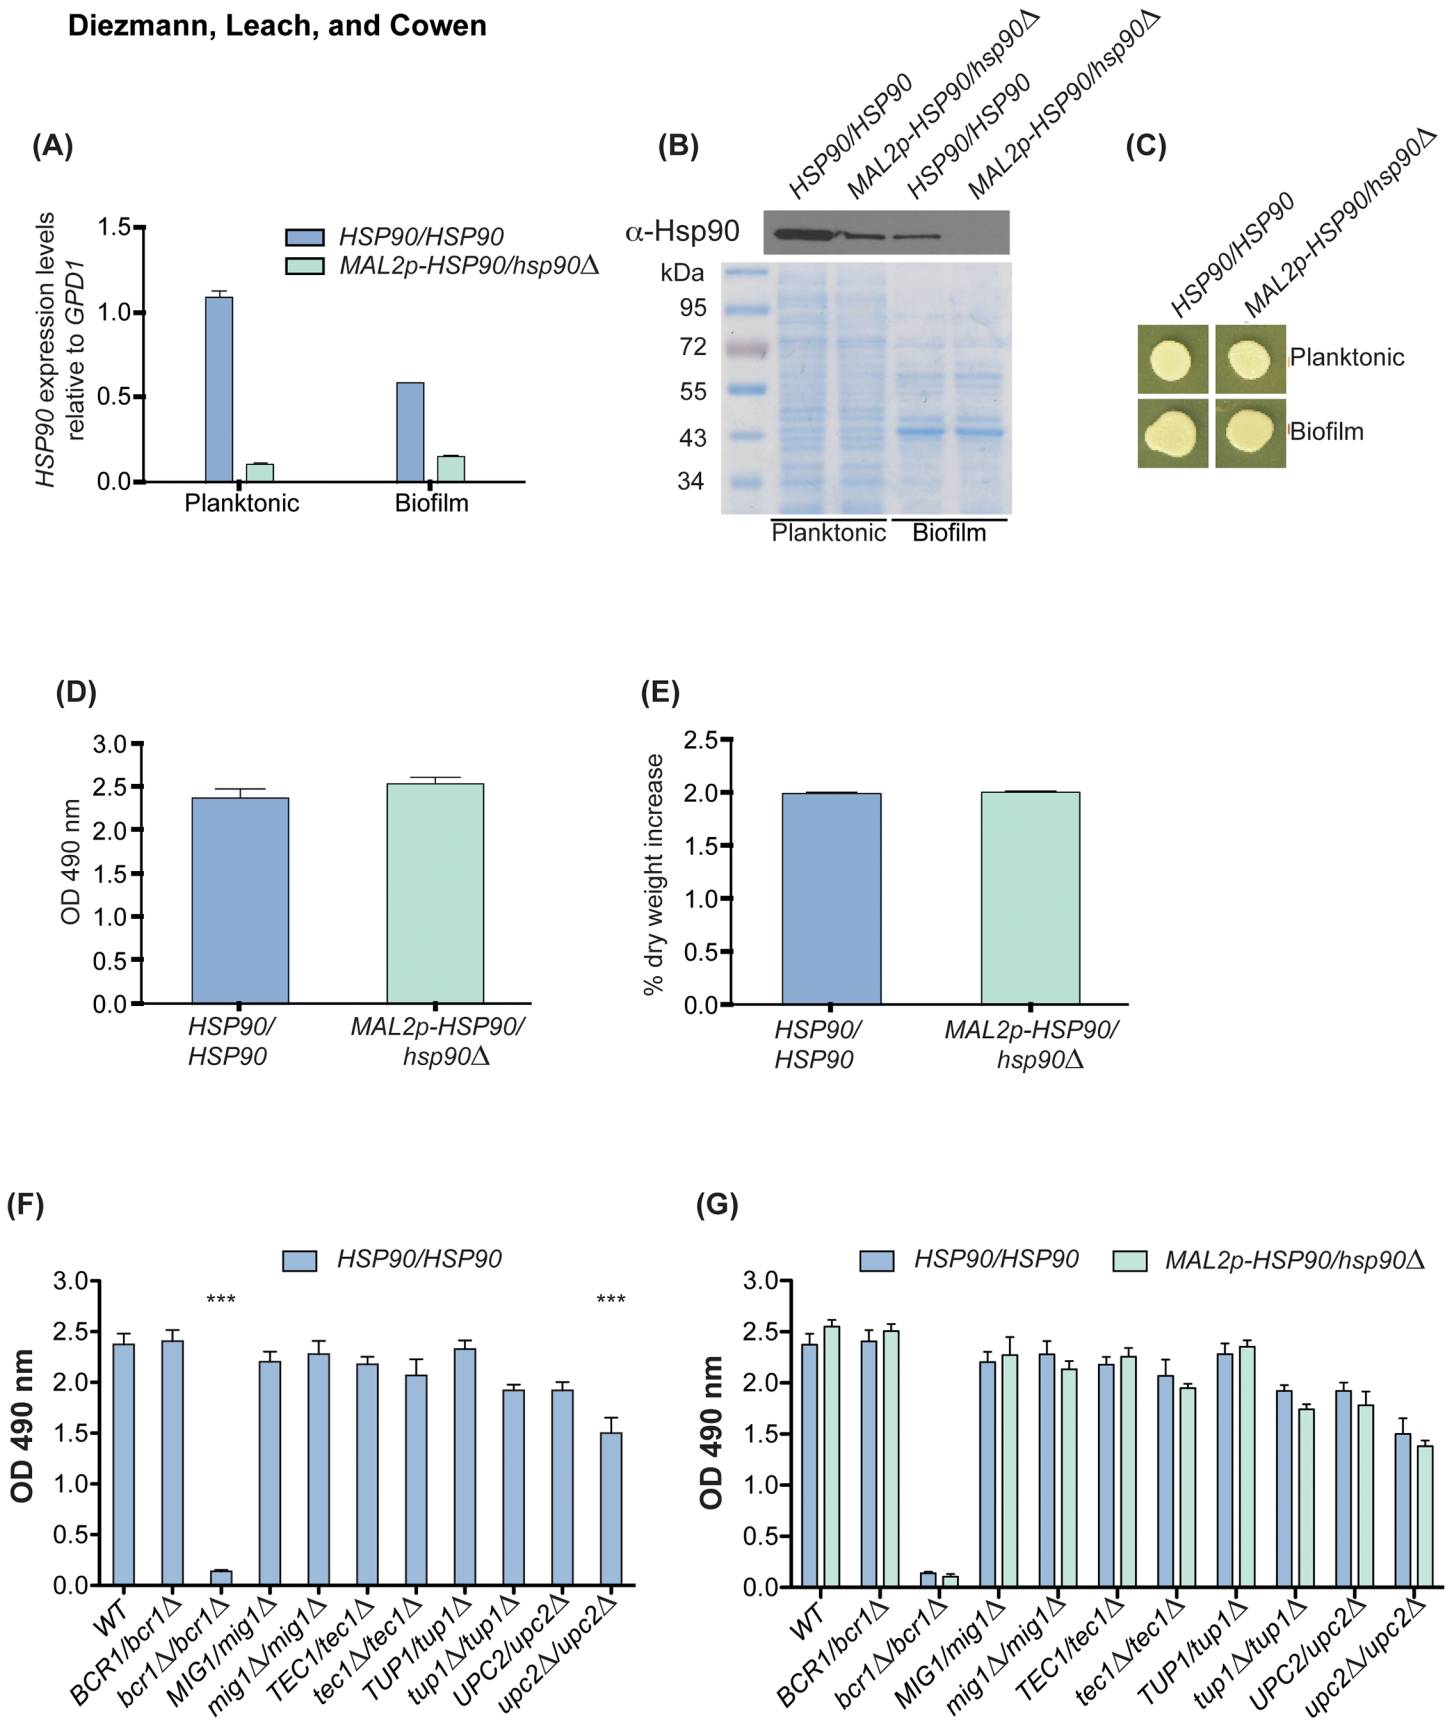 Diezmann, Leach, and Cowen
(A)
HSP90 expression levels
relative to GPD1
1.5
1.0
0.5
0.0
HSP90/HSP90
MAL2p-HSP90/hsp90Δ
Planktonic
Biofilm
(B)
HSP90/HSP90
MAL2p-HSP90/hsp90Δ
HSP90/HSP90
MAL2p-HSP90/hsp90Δ
α-Hsp90
kDa
95
72
55
43
34
Planktonic
Biofilm
(C)
HSP90/HSP90
MAL2p-HSP90/hsp90Δ
Planktonic
Biofilm
(D)
OD 490 nm
3.0
2.5
2.0
1.5
1.0
0.5
0.0
HSP90/
HSP90
MAL2p-HSP90/
hsp90Δ
(E)
% dry weight increase
2.5
2.0
1.5
1.0
0.5
0.0
HSP90/
HSP90
MAL2p-HSP90/
hsp90Δ
(F)
HSP90/HSP90
OD 490 nm
3.0
2.5
2.0
1.5
1.0
0.5
0.0
***
***
WT
BCR1/bcr1Δ
bcr1Δ/bcr1Δ
MIG1/mig1Δ
mig1Δ/mig1Δ
TEC1/tec1Δ
tec1Δ/tec1Δ
TUP1/tup1Δ
tup1Δ/tup1Δ
UPC2/upc2Δ
upc2Δ/upc2Δ
(G)
HSP90/HSP90
MAL2p-HSP90/hsp90Δ
OD 490 nm
3.0
2.5
2.0
1.5
1.0
0.5
0.0
WT
BCR1/bcr1Δ
bcr1Δ/bcr1Δ
MIG1/mig1Δ
mig1Δ/mig1Δ
TEC1/tec1Δ
tec1Δ/tec1Δ
TUP1/tup1Δ
tup1Δ/tup1Δ
UPC2/upc2Δ
upc2Δ/upc2Δ